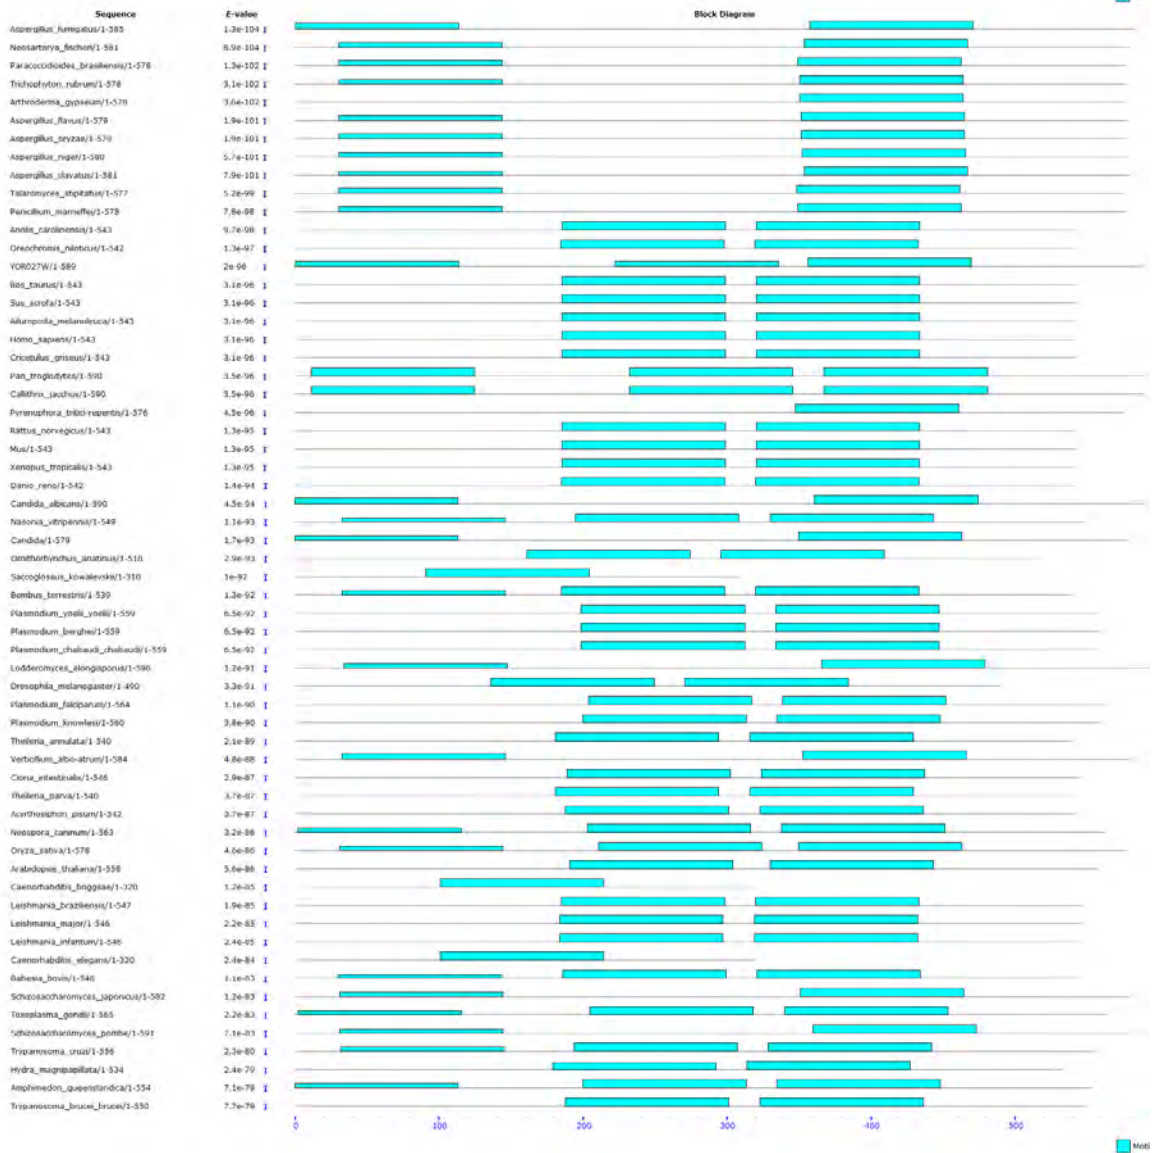 Sequence E-value Block Diagram
Aspergillus_fumigatus/1-585 1.3e-104
Neosartorya_fischeri/1-581 8.9e-104
Paracoccidioides_brasiliensis/1-578 1.3e-102
Trichophyton_rubrum/1-578 3.1e-102
Arthroderma_gypseum/1-578 3.6e-102
Aspergillus_flavus/1-579 1.9e-101
Aspergillus_oryzae/1-579 1.9e-101
Aspergillus_niger/1-580 5.7e-101
Aspergillus_clavatus/1-581 7.9e-101
Talaromyces_stipitatus/1-577 5.2e-99
Penicillium_marneffei/1-578 7.8e-98
Anolis_carolinensis/1-543 9.7e-98
Oreochromis_niloticus/1-542 1.3e-97
YOR027W/1-589 2e-96
Bos_taurus/1-543 3.1e-96
Sus_scrofa/1-543 3.1e-96
Ailuropoda_melanoleuca/1-543 3.1e-96
Homo_sapiens/1-543 3.1e-96
Cricetulus_griseus/1-543 3.1e-96
Pan_troglodytes/1-590 3.5e-96
Callithrix_jacchus/1-590 3.5e-96
Pyrenophora_tritici-repentis/1-576 4.5e-96
Rattus_norvegicus/1-543 1.3e-95
Mus/1-543 1.3e-95
Xenopus_tropicalis/1-543 1.3e-95
Danio_rerio/1-542 1.4e-94
Candida_albicans/1-590 4.5e-94
Nasonia_vitripennis/1-549 1.1e-93
Candida/1-579 1.7e-93
Ornithorhynchus_anatinus/1-518 2.9e-93
Saccoglossus_kowalevskii/1-310 1e-92
Bombus_terrestris/1-539 1.3e-92
Plasmodium_yoelii_yoelii/1-559 6.5e-92
Plasmodium_berghei/1-559 6.5e-92
Plasmodium_chabaudi_chabaudi/1-559 6.5e-92
Lodderomyces_elongisporus/1-596 1.2e-91
Drosophila_melanogaster/1-490 3.3e-91
Plasmodium_falciparum/1-564 1.1e-90
Plasmodium_knowlesi/1-560 3.8e-90
Theileria_annulata/1-540 2.1e-89
Verticillium_albo-atrum/1-584 4.8e-88
Ciona_intestinalis/1-546 2.9e-87
Theileria_parva/1-540 3.7e-87
Acyrthosiphon_pisum/1-542 3.7e-87
Neospora_caninum/1-563 3.2e-86
Oryza_sativa/1-578 4.6e-86
Arabidopsis_thaliana/1-558 5.6e-86
Caenorhabditis_briggsae/1-320 1.2e-85
Leishmania_braziliensis/1-547 1.9e-85
Leishmania_major/1-546 2.2e-85
Leishmania_infantum/1-546 2.4e-85
Caenorhabditis_elegans/1-320 2.4e-84
Babesia_bovis/1-546 1.1e-83
Schizosaccharomyces_japonicus/1-582 1.2e-83
Toxoplasma_gondii/1-565 2.2e-83
Schizosaccharomyces_pombe/1-591 7.1e-83
Trypanosoma_cruzi/1-556 2.3e-80
Hydra_magnipapillata/1-534 2.4e-79
Amphimedon_queenslandica/1-554 7.1e-79
Trypanosoma_brucei_brucei/1-550 7.7e-79
0 100 200 300 400 500
Moti